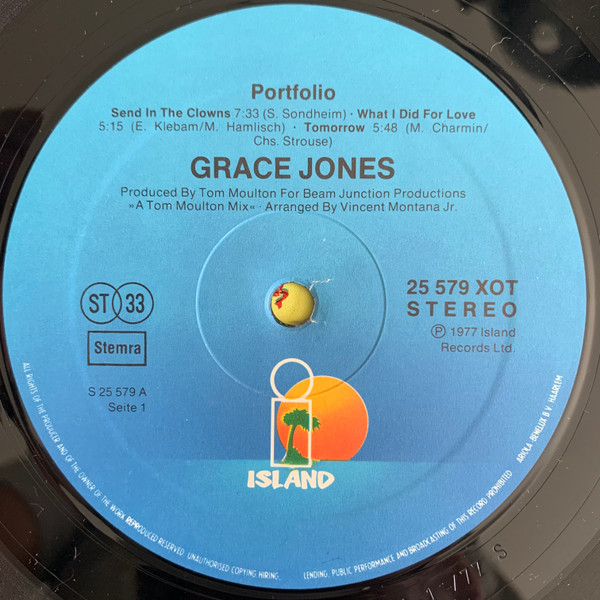 Portfolio
Send In The Clowns 7:33 (S. Sondheim) · What I Did For Love
5:15 (E. Klebam/M. Hamlisch) · Tomorrow 5:48 (M. Charmin/
Chs. Strouse)
GRACE JONES
Produced By Tom Moulton For Beam Junction Productions
»A Tom Moulton Mix« · Arranged By Vincent Montana Jr.
ST 33
Stemra
S 25 579 A
Seite 1
25 579 XOT
STEREO
Ⓟ 1977 Island
Records Ltd.
ISLAND
ALL RIGHTS OF THE PRODUCER AND OF THE OWNER OF THE WORK REPRODUCED RESERVED UNAUTHORISED COPYING HIRING, LENDING, PUBLIC PERFORMANCE AND BROADCASTING OF THIS RECORD PROHIBITED ARIOLA BENELUX B.V. HAARLEM